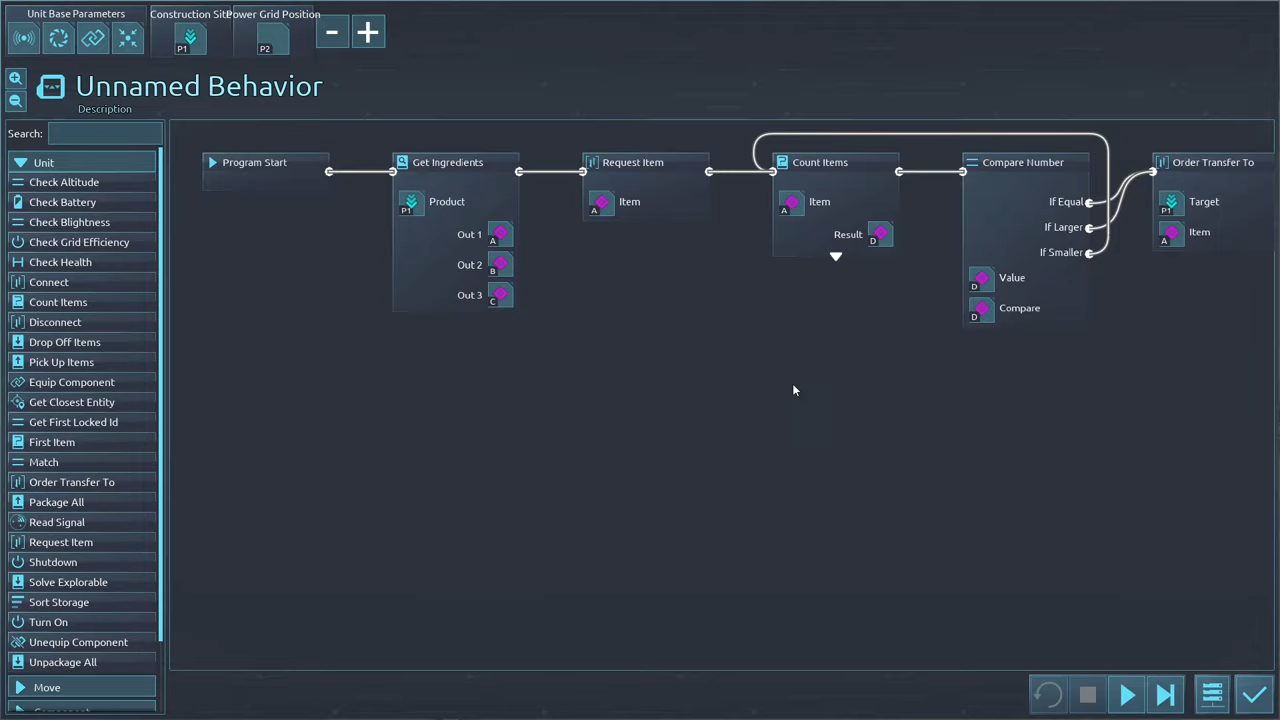 Unit Base Parameters
Construction Site
Power Grid Position
P1
P2
- +
Unnamed Behavior
Description
Search:
Unit
Check Altitude
Check Battery
Check Blightness
Check Grid Efficiency
Check Health
Connect
Count Items
Disconnect
Drop Off Items
Pick Up Items
Equip Component
Get Closest Entity
Get First Locked Id
First Item
Match
Order Transfer To
Package All
Read Signal
Request Item
Shutdown
Solve Explorable
Sort Storage
Turn On
Unequip Component
Unpackage All
Move
Program Start
Get Ingredients
P1 Product
Out 1 A
Out 2 B
Out 3 C
Request Item
A Item
Count Items
A Item
Result D
Compare Number
If Equal
If Larger
If Smaller
D Value
D Compare
Order Transfer To
P1 Target
A Item